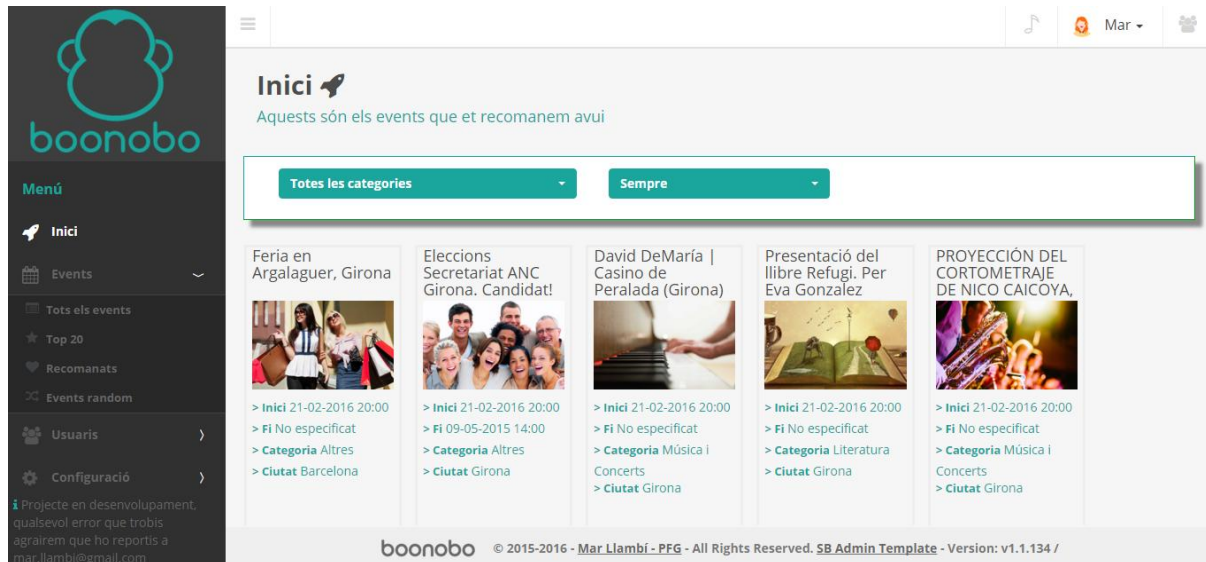 boonobo
Mar
Menú
Inici
Events
Tots els events
Top 20
Recomanats
Events random
Usuaris
Configuració
Projecte en desenvolupament,
qualsevol error que trobis
agrairem que ho reportis a
mar.llambi@gmail.com
Inici
Aquests són els events que et recomanem avui
Totes les categories
Sempre
Feria en
Argalaguer, Girona
> Inici 21-02-2016 20:00
> Fi No especificat
> Categoria Altres
> Ciutat Barcelona
Eleccions
Secretariat ANC
Girona. Candidat!
> Inici 21-02-2016 20:00
> Fi 09-05-2015 14:00
> Categoria Altres
> Ciutat Girona
David DeMaría |
Casino de
Peralada (Girona)
> Inici 21-02-2016 20:00
> Fi No especificat
> Categoria Música i
Concerts
> Ciutat Girona
Presentació del
llibre Refugi. Per
Eva Gonzalez
> Inici 21-02-2016 20:00
> Fi No especificat
> Categoria Literatura
> Ciutat Girona
PROYECCIÓN DEL
CORTOMETRAJE
DE NICO CAICOYA,
> Inici 21-02-2016 20:00
> Fi No especificat
> Categoria Música i
Concerts
> Ciutat Girona
boonobo © 2015-2016 - Mar Llambí - PFG - All Rights Reserved. SB Admin Template - Version: v1.1.134 /